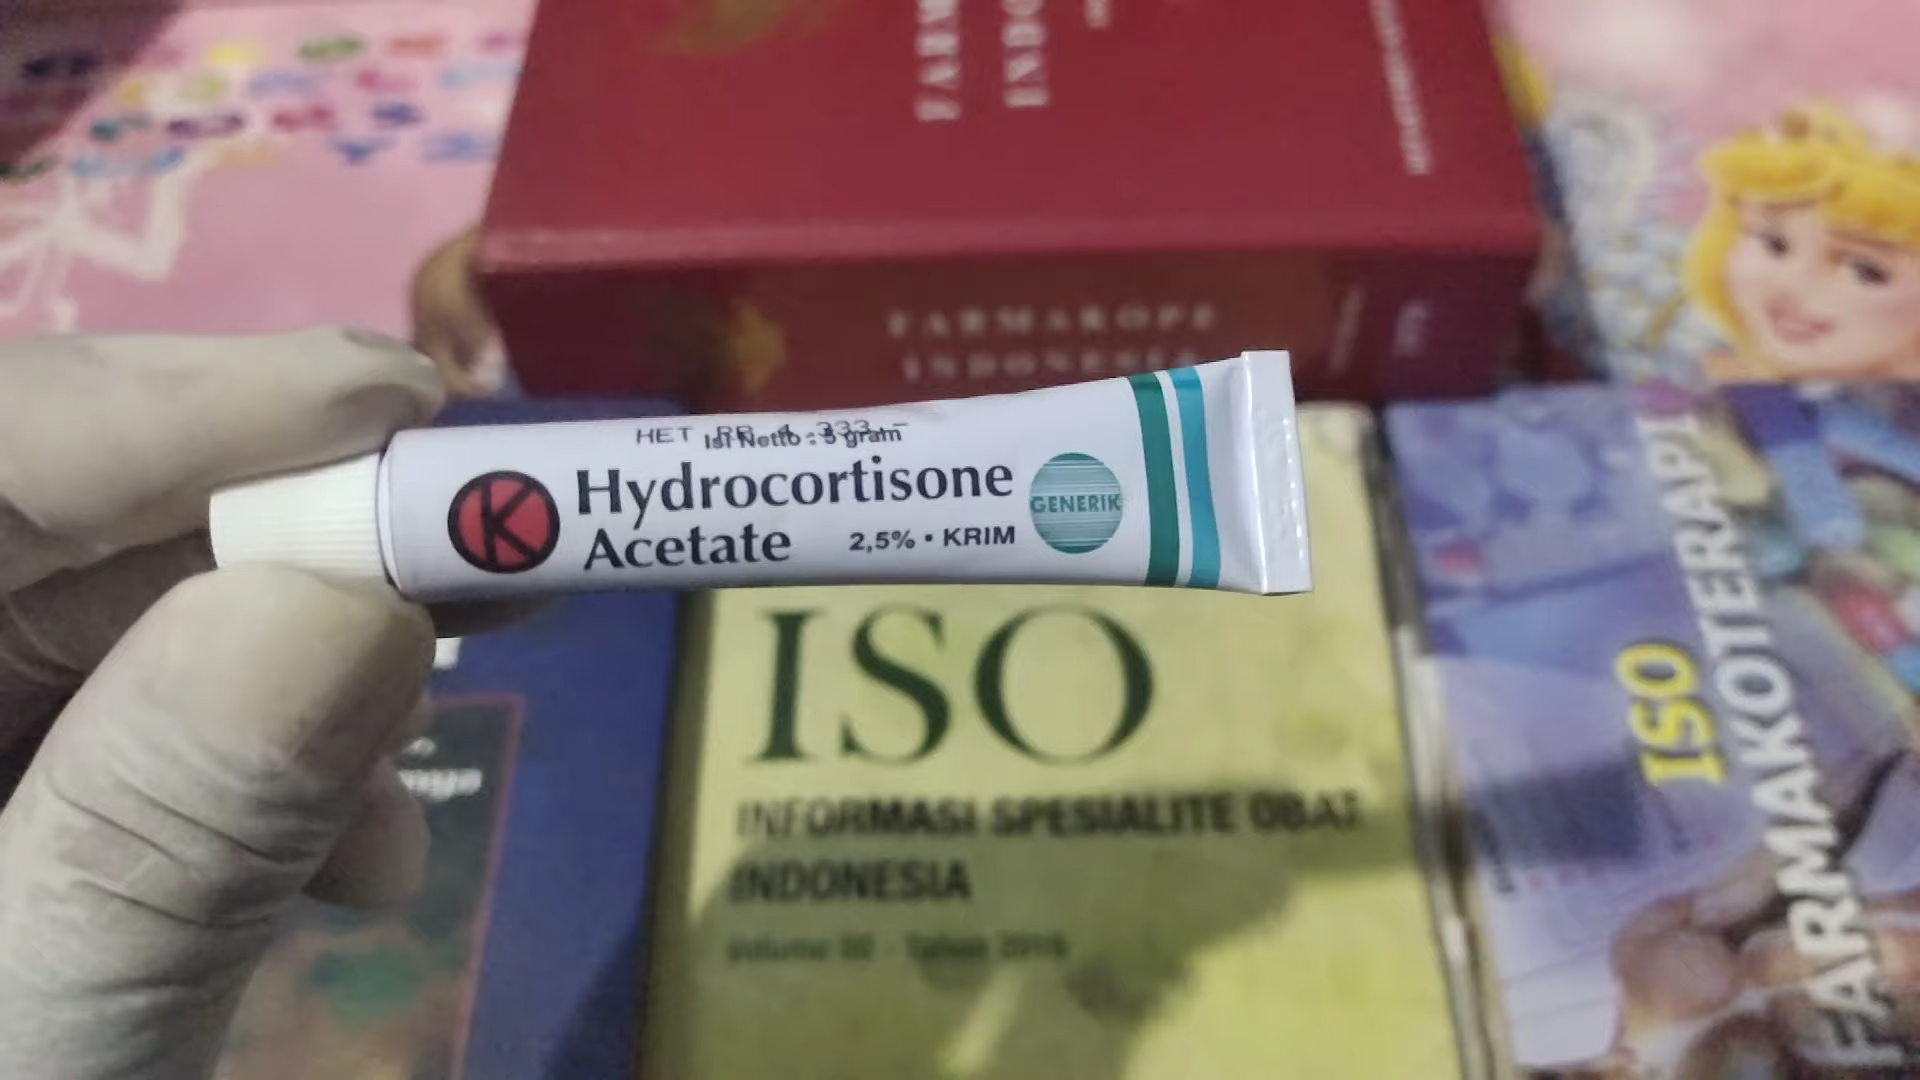 FARMAKOPE
INDONESIA
HET RP 4.333,-
Isi Netto : 5 gram
K
Hydrocortisone
Acetate
2,5% • KRIM
GENERIK
ISO
INFORMASI SPESIALITE OBAT
INDONESIA
ISO
FARMAKOTERAPI